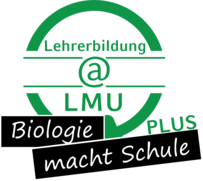 Lehrerbildung
@
LMU
PLUS
Biologie
macht Schule